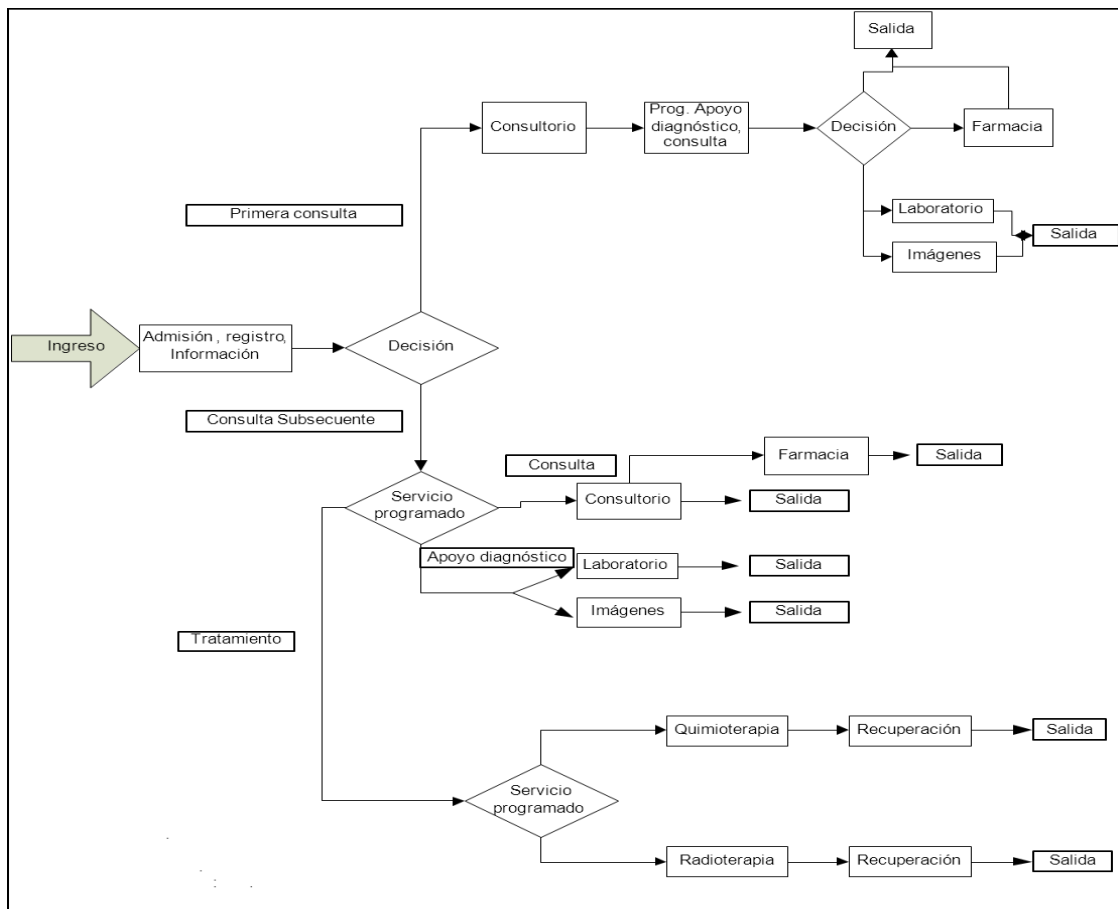 Salida
Consultorio
Prog. Apoyo
diagnóstico,
consulta
Decisión
Farmacia
Primera consulta
Laboratorio
Salida
Imágenes
Ingreso
Admisión , registro,
Información
Decisión
Consulta Subsecuente
Consulta
Farmacia
Salida
Servicio
programado
Consultorio
Salida
Apoyo diagnóstico
Laboratorio
Salida
Imágenes
Salida
Tratamiento
Quimioterapia
Recuperación
Salida
Servicio
programado
Radioterapia
Recuperación
Salida